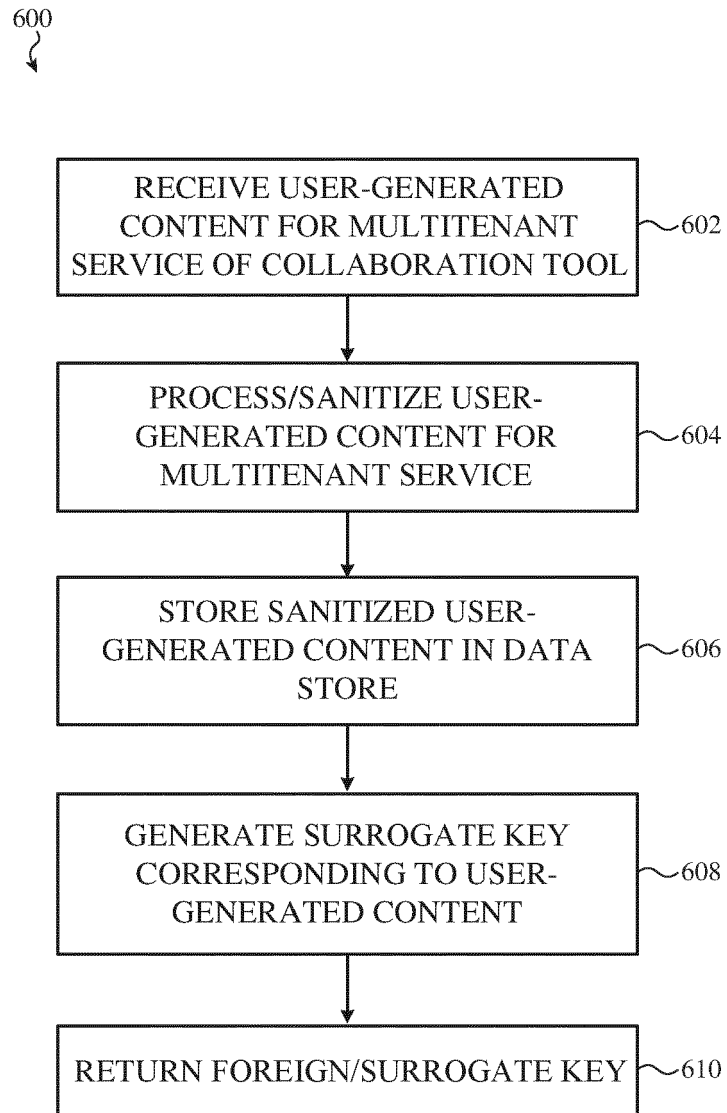 600
RECEIVE USER-GENERATED
CONTENT FOR MULTITENANT
SERVICE OF COLLABORATION TOOL
602
PROCESS/SANITIZE USER-
GENERATED CONTENT FOR
MULTITENANT SERVICE
604
STORE SANITIZED USER-
GENERATED CONTENT IN DATA
STORE
606
GENERATE SURROGATE KEY
CORRESPONDING TO USER-
GENERATED CONTENT
608
RETURN FOREIGN/SURROGATE KEY
610